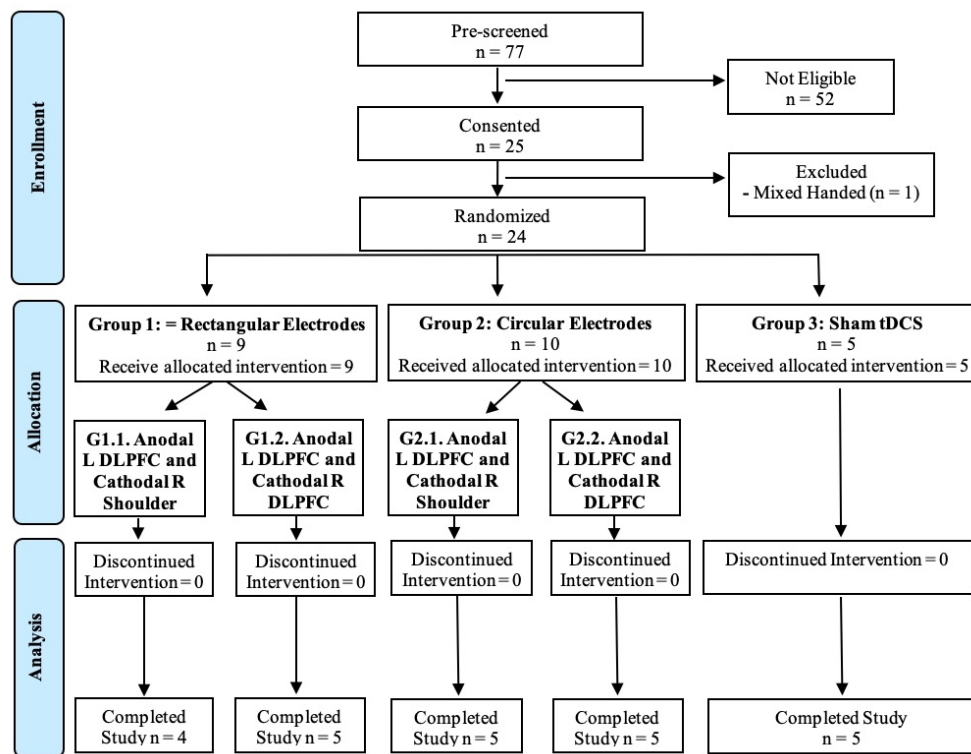 Enrollment
Pre-screened
n = 77
Not Eligible
n = 52
Consented
n = 25
Excluded
- Mixed Handed (n = 1)
Randomized
n = 24
Allocation
Group 1: = Rectangular Electrodes
n = 9
Receive allocated intervention = 9
Group 2: Circular Electrodes
n = 10
Received allocated intervention = 10
Group 3: Sham tDCS
n = 5
Received allocated intervention = 5
G1.1. Anodal
L DLPFC and
Cathodal R
Shoulder
G1.2. Anodal
L DLPFC and
Cathodal R
DLPFC
G2.1. Anodal
L DLPFC and
Cathodal R
Shoulder
G2.2. Anodal
L DLPFC and
Cathodal R
DLPFC
Analysis
Discontinued
Intervention = 0
Discontinued
Intervention = 0
Discontinued
Intervention = 0
Discontinued
Intervention = 0
Discontinued Intervention = 0
Completed
Study n = 4
Completed
Study n = 5
Completed
Study n = 5
Completed
Study n = 5
Completed Study
n = 5